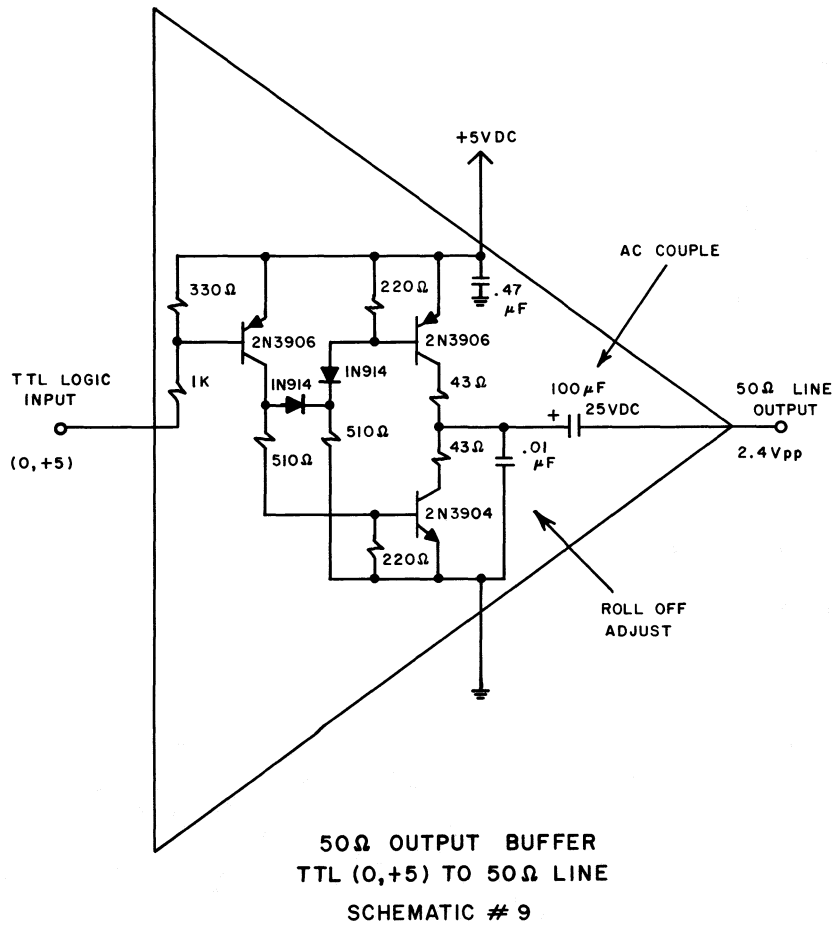 +5VDC
AC COUPLE
330Ω
220Ω
.47
µF
2N3906
2N3906
1N914
1N914
TTL LOGIC
INPUT
1K
43Ω
100µF
+ 25VDC
50Ω LINE
OUTPUT
(0,+5)
510Ω
510Ω
43Ω
.01
µF
2.4Vpp
2N3904
220Ω
ROLL OFF
ADJUST
50Ω OUTPUT BUFFER
TTL (0,+5) TO 50Ω LINE
SCHEMATIC # 9